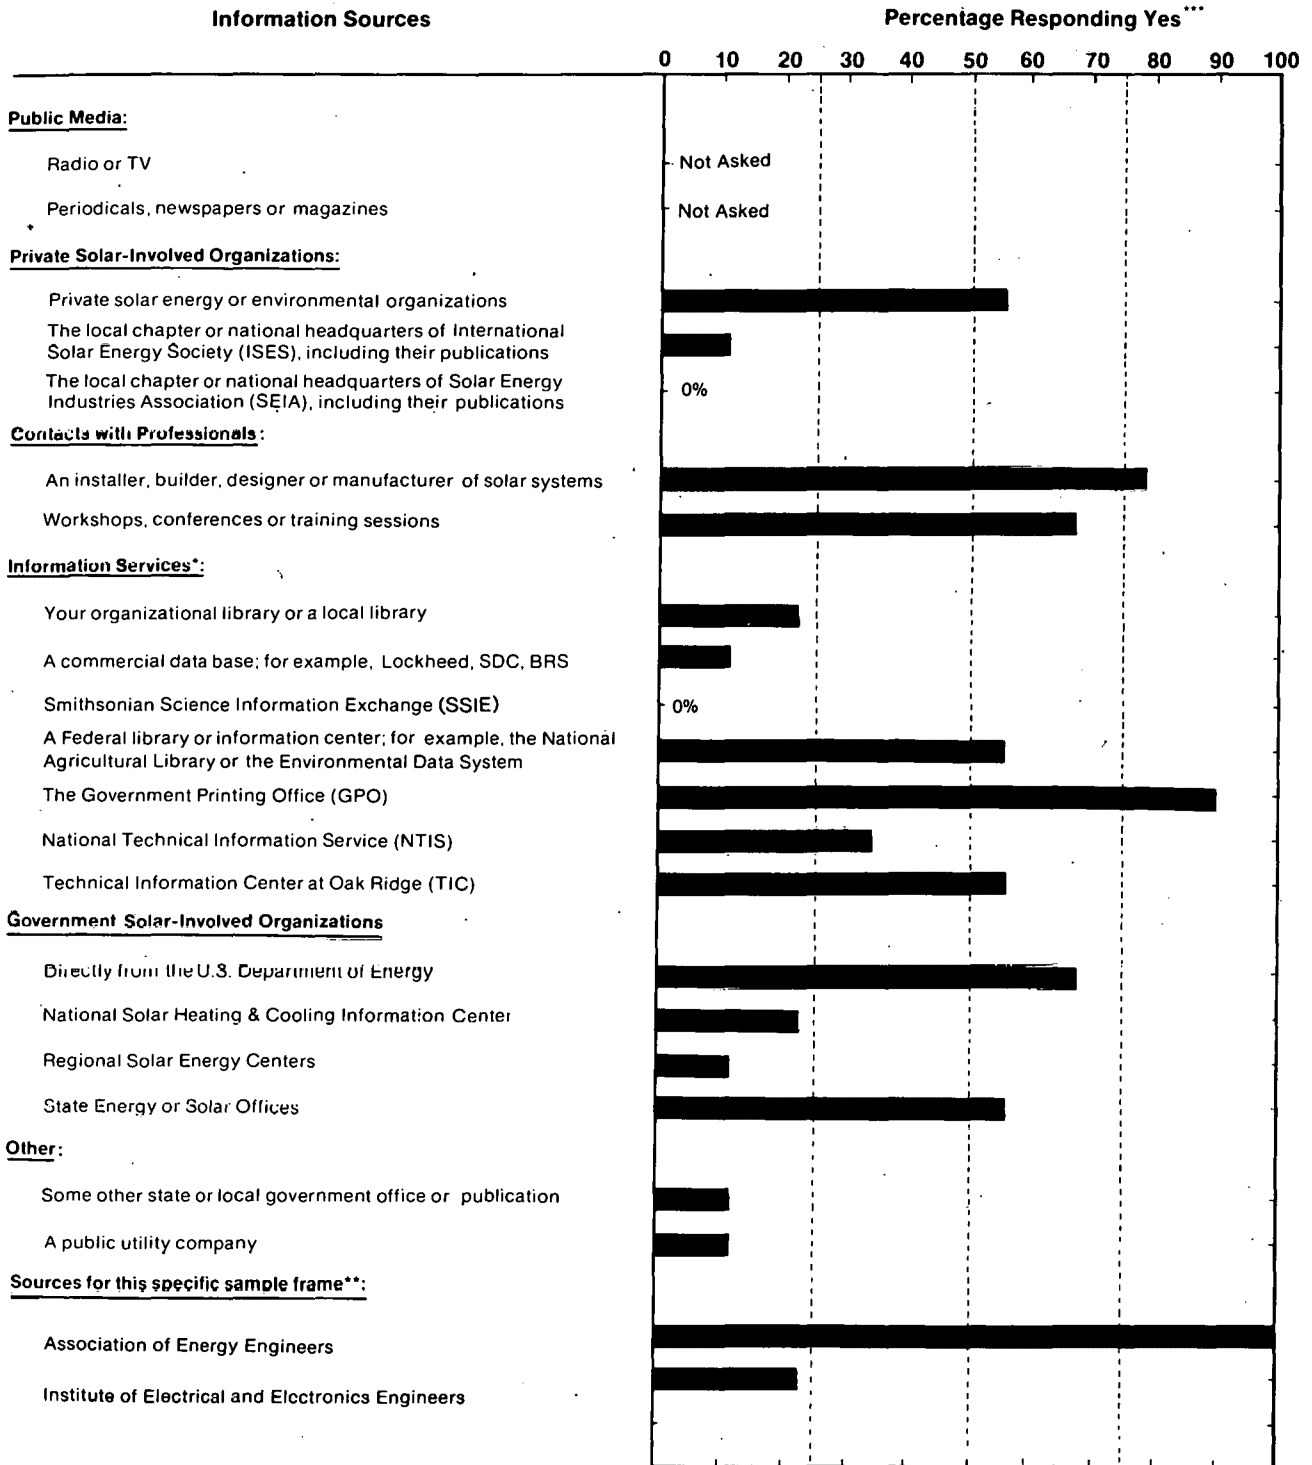 Information Sources
Percentage Responding Yes***
0 10 20 30 40 50 60 70 80 90 100
Public Media:
Radio or TV
Not Asked
Periodicals, newspapers or magazines
Not Asked
Private Solar-Involved Organizations:
Private solar energy or environmental organizations
The local chapter or national headquarters of International
Solar Energy Society (ISES), including their publications
The local chapter or national headquarters of Solar Energy
Industries Association (SEIA), including their publications
0%
Contacts with Professionals:
An installer, builder, designer or manufacturer of solar systems
Workshops, conferences or training sessions
Information Services*:
Your organizational library or a local library
A commercial data base; for example, Lockheed, SDC, BRS
Smithsonian Science Information Exchange (SSIE)
0%
A Federal library or information center; for example, the National
Agricultural Library or the Environmental Data System
The Government Printing Office (GPO)
National Technical Information Service (NTIS)
Technical Information Center at Oak Ridge (TIC)
Government Solar-Involved Organizations
Directly from the U.S. Department of Energy
National Solar Heating & Cooling Information Center
Regional Solar Energy Centers
State Energy or Solar Offices
Other:
Some other state or local government office or publication
A public utility company
Sources for this specific sample frame**:
Association of Energy Engineers
Institute of Electrical and Electronics Engineers